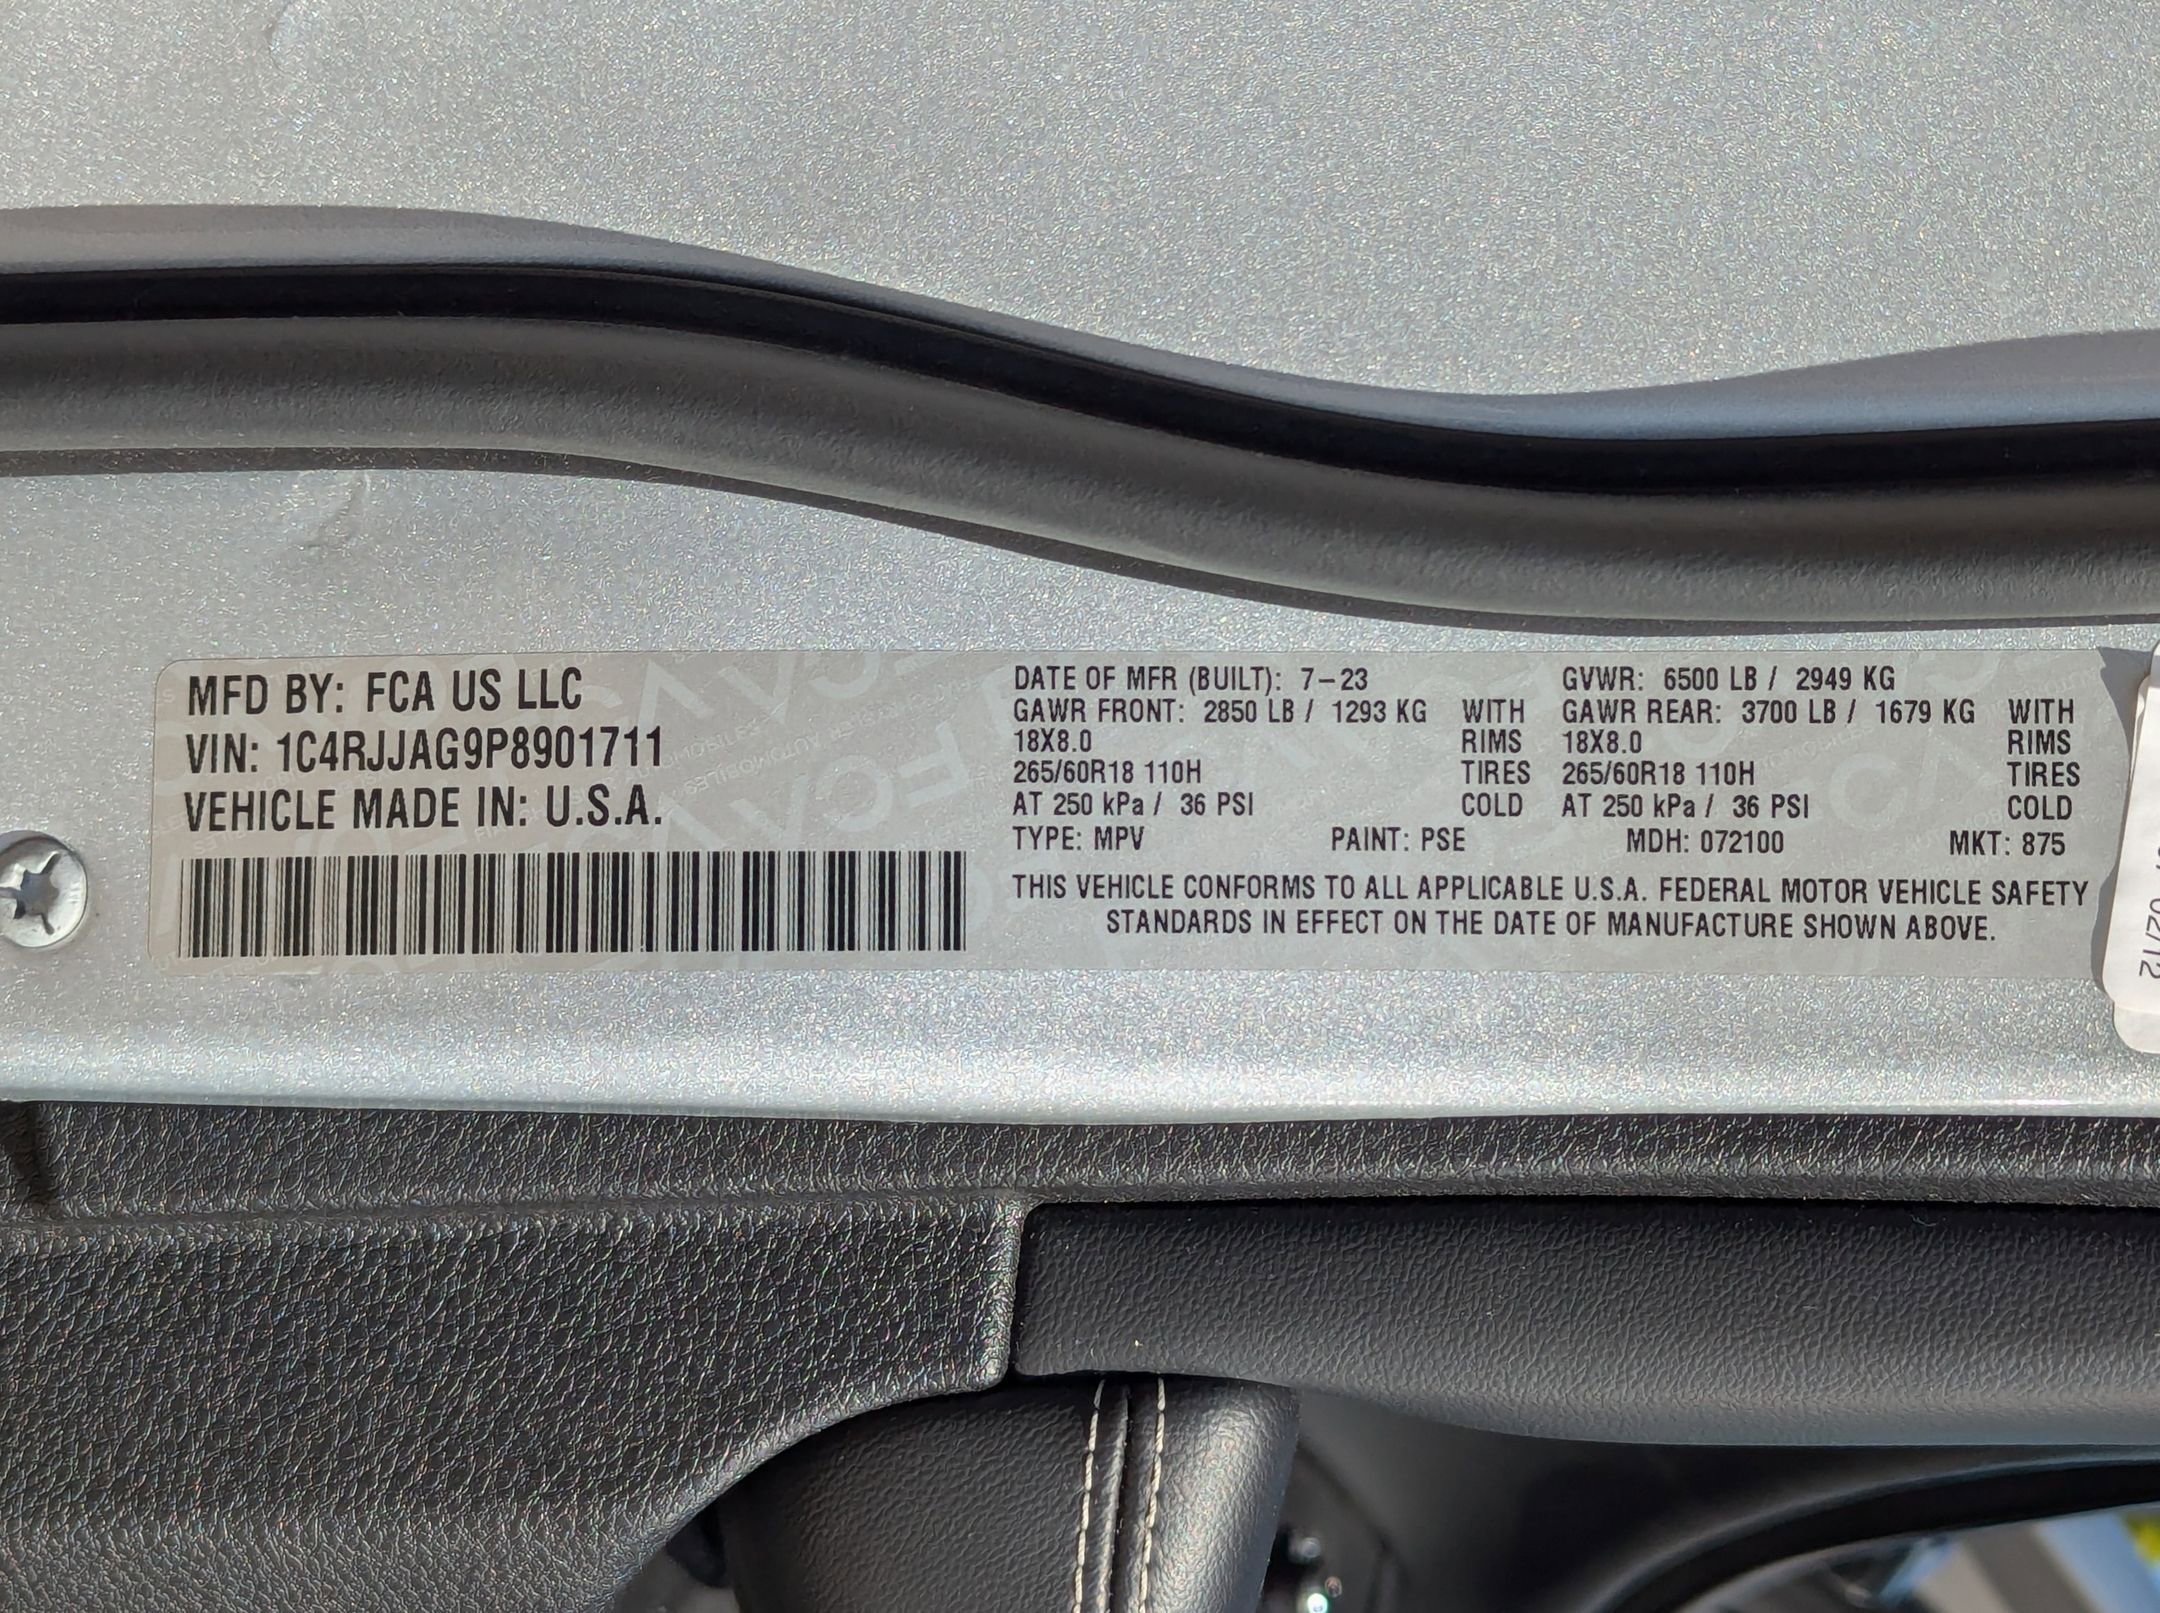 MFD BY: FCA US LLC
VIN: 1C4RJJAG9P8901711
VEHICLE MADE IN: U.S.A.
DATE OF MFR (BUILT): 7-23 GVWR: 6500 LB / 2949 KG
GAWR FRONT: 2850 LB / 1293 KG WITH GAWR REAR: 3700 LB / 1679 KG WITH
18X8.0 RIMS 18X8.0 RIMS
265/60R18 110H TIRES 265/60R18 110H TIRES
AT 250 kPa / 36 PSI COLD AT 250 kPa / 36 PSI COLD
TYPE: MPV PAINT: PSE MDH: 072100 MKT: 875
THIS VEHICLE CONFORMS TO ALL APPLICABLE U.S.A. FEDERAL MOTOR VEHICLE SAFETY
STANDARDS IN EFFECT ON THE DATE OF MANUFACTURE SHOWN ABOVE.
02/12